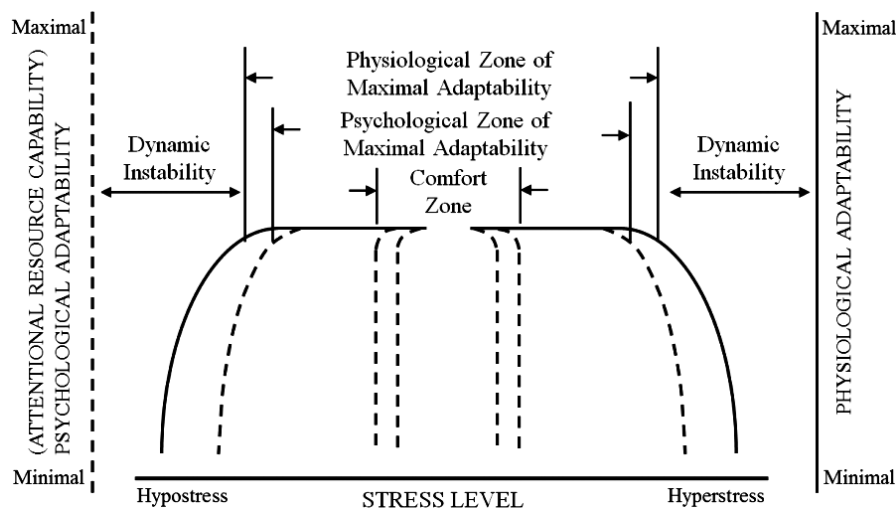 Maximal
Maximal
Physiological Zone of
Maximal Adaptability
Psychological Zone of
Maximal Adaptability
Dynamic
Instability
Dynamic
Instability
Comfort
Zone
(ATTENTIONAL RESOURCE CAPABILITY)
PSYCHOLOGICAL ADAPTABILITY
PHYSIOLOGICAL ADAPTABILITY
Minimal
Minimal
Hypostress
STRESS LEVEL
Hyperstress